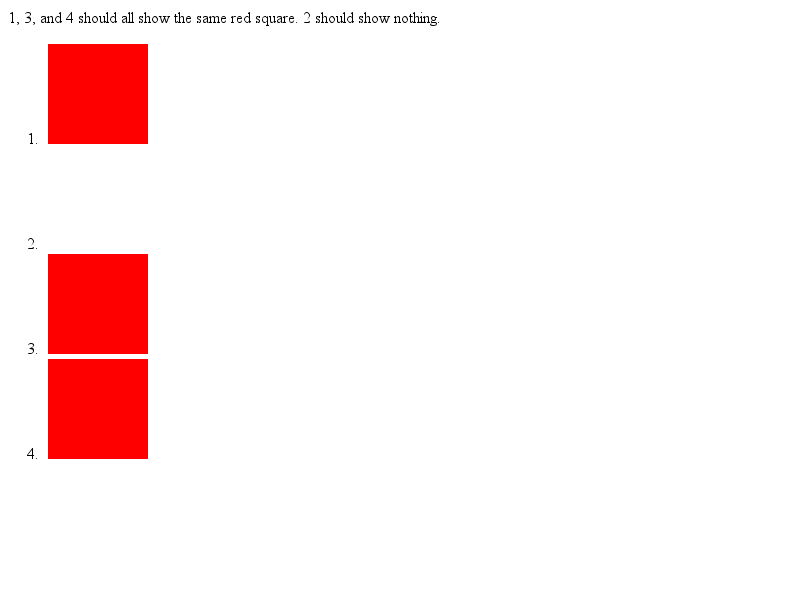 1, 3, and 4 should all show the same red square. 2 should show nothing.
1.
2.
3.
4.